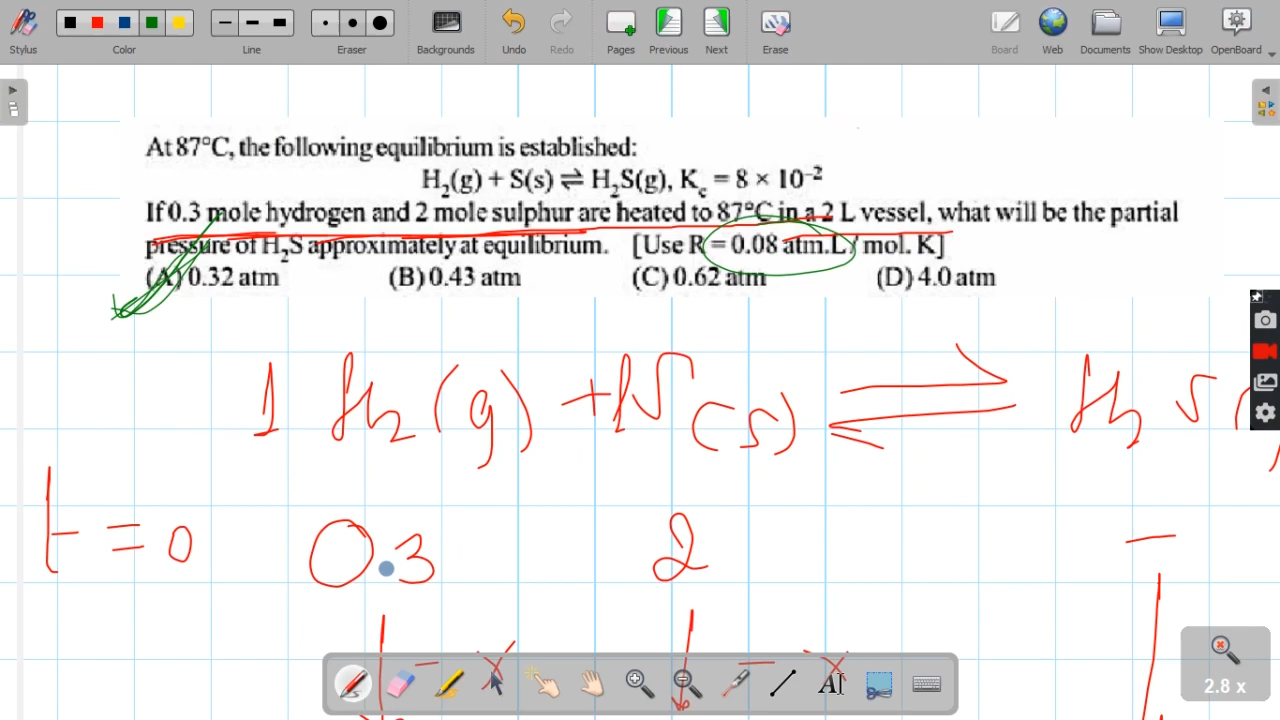 Stylus Color Line Eraser Backgrounds Undo Redo Pages Previous Next Erase Board Web Documents Show Desktop OpenBoard
At 87°C, the following equilibrium is established:
H₂(g) + S(s) ⇌ H₂S(g), K_c = 8 × 10⁻²
If 0.3 mole hydrogen and 2 mole sulphur are heated to 87°C in a 2 L vessel, what will be the partial
pressure of H₂S approximately at equilibrium. [Use R = 0.08 atm.L / mol. K]
(A) 0.32 atm (B) 0.43 atm (C) 0.62 atm (D) 4.0 atm
1 H₂(g) + 1 S(s) ⇌ H₂S(
t = 0 0.3 2 –
– x – x
2.8 x